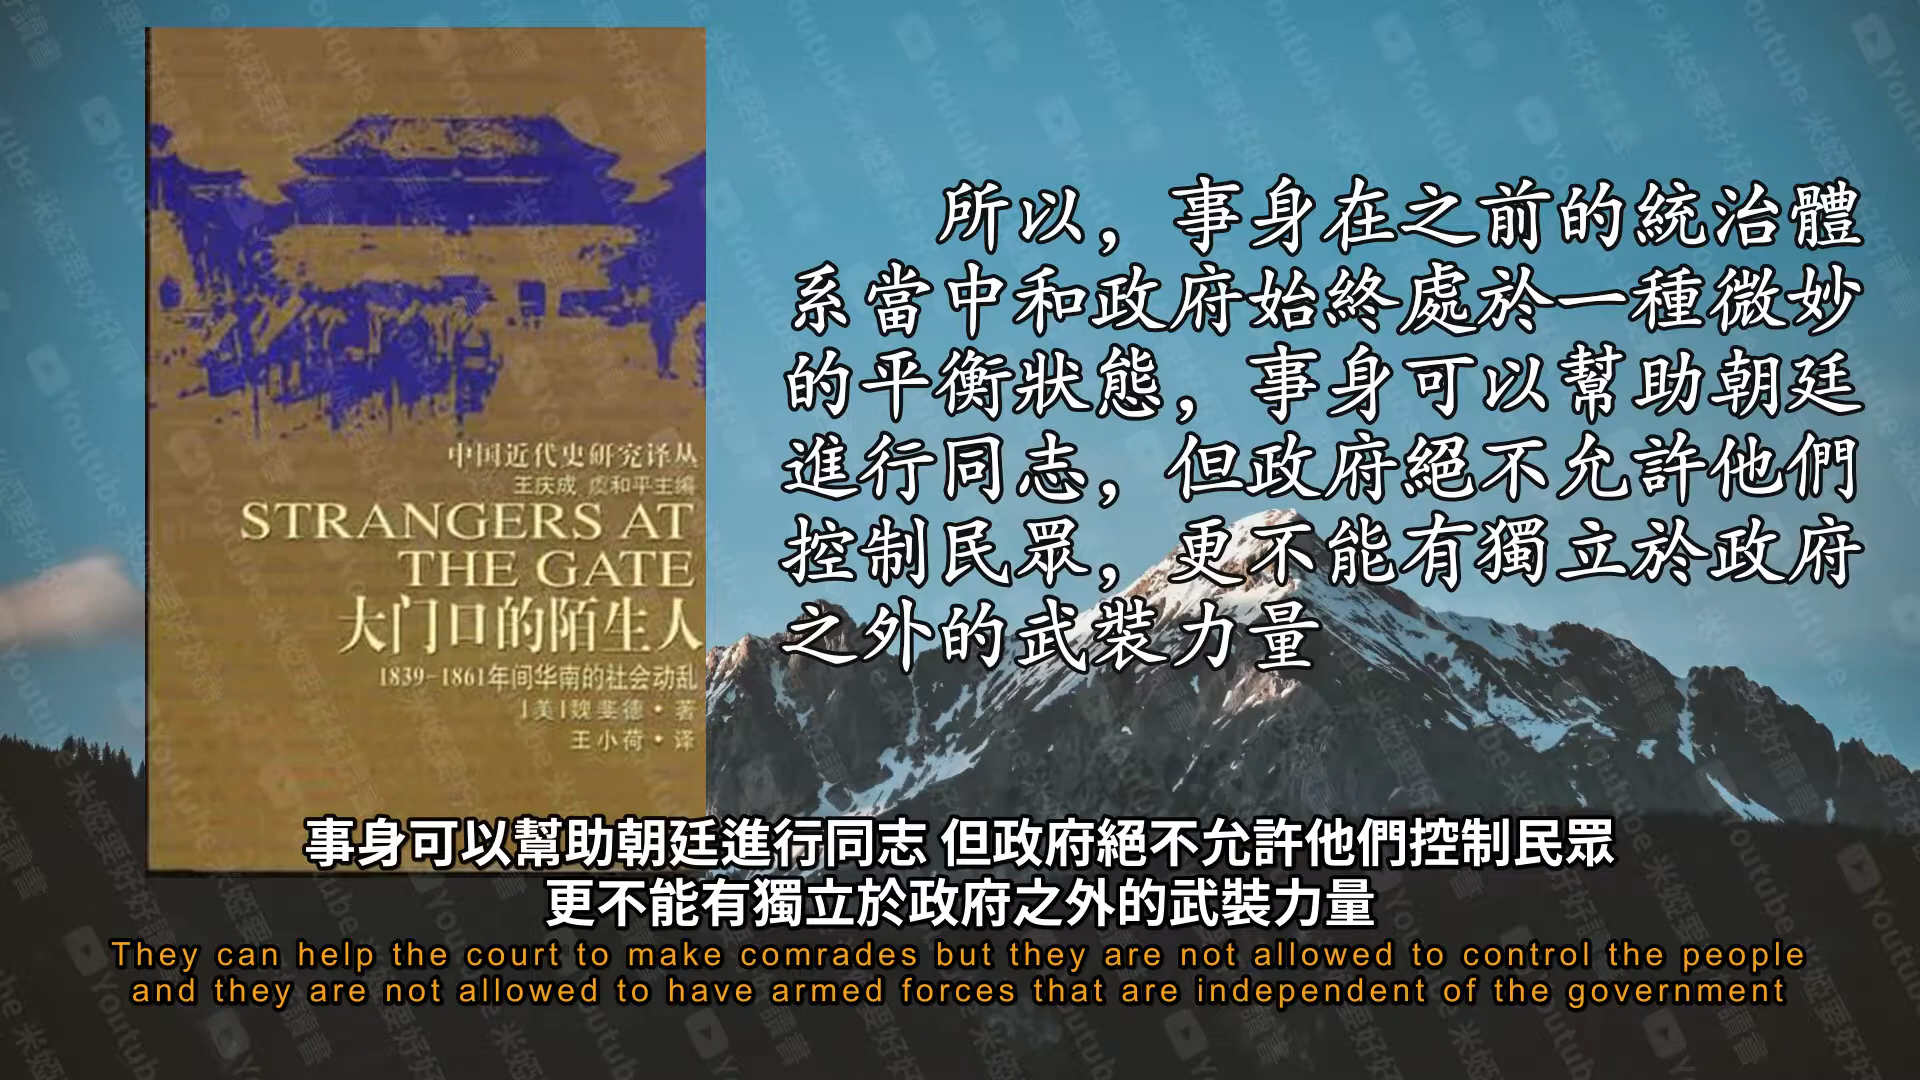 中国近代史研究译丛
王庆成 虞和平主编
STRANGERS AT
THE GATE
大门口的陌生人
1839-1861年间华南的社会动乱
[美]魏斐德·著
王小荷·译
所以，事身在之前的統治體
系當中和政府始終處於一種微妙
的平衡狀態，事身可以幫助朝廷
進行同志，但政府絕不允許他們
控制民眾，更不能有獨立於政府
之外的武裝力量
事身可以幫助朝廷進行同志 但政府絕不允許他們控制民眾
更不能有獨立於政府之外的武裝力量
They can help the court to make comrades but they are not allowed to control the people
and they are not allowed to have armed forces that are independent of the government
Youtube 米姬要好好讀書